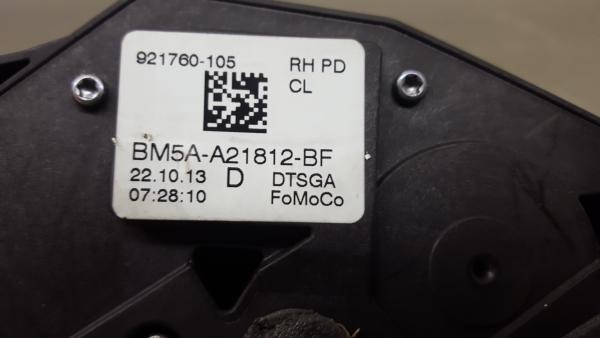 921760-105 RH PD
CL
BM5A-A21812-BF
22.10.13 D DTSGA
07:28:10 FoMoCo